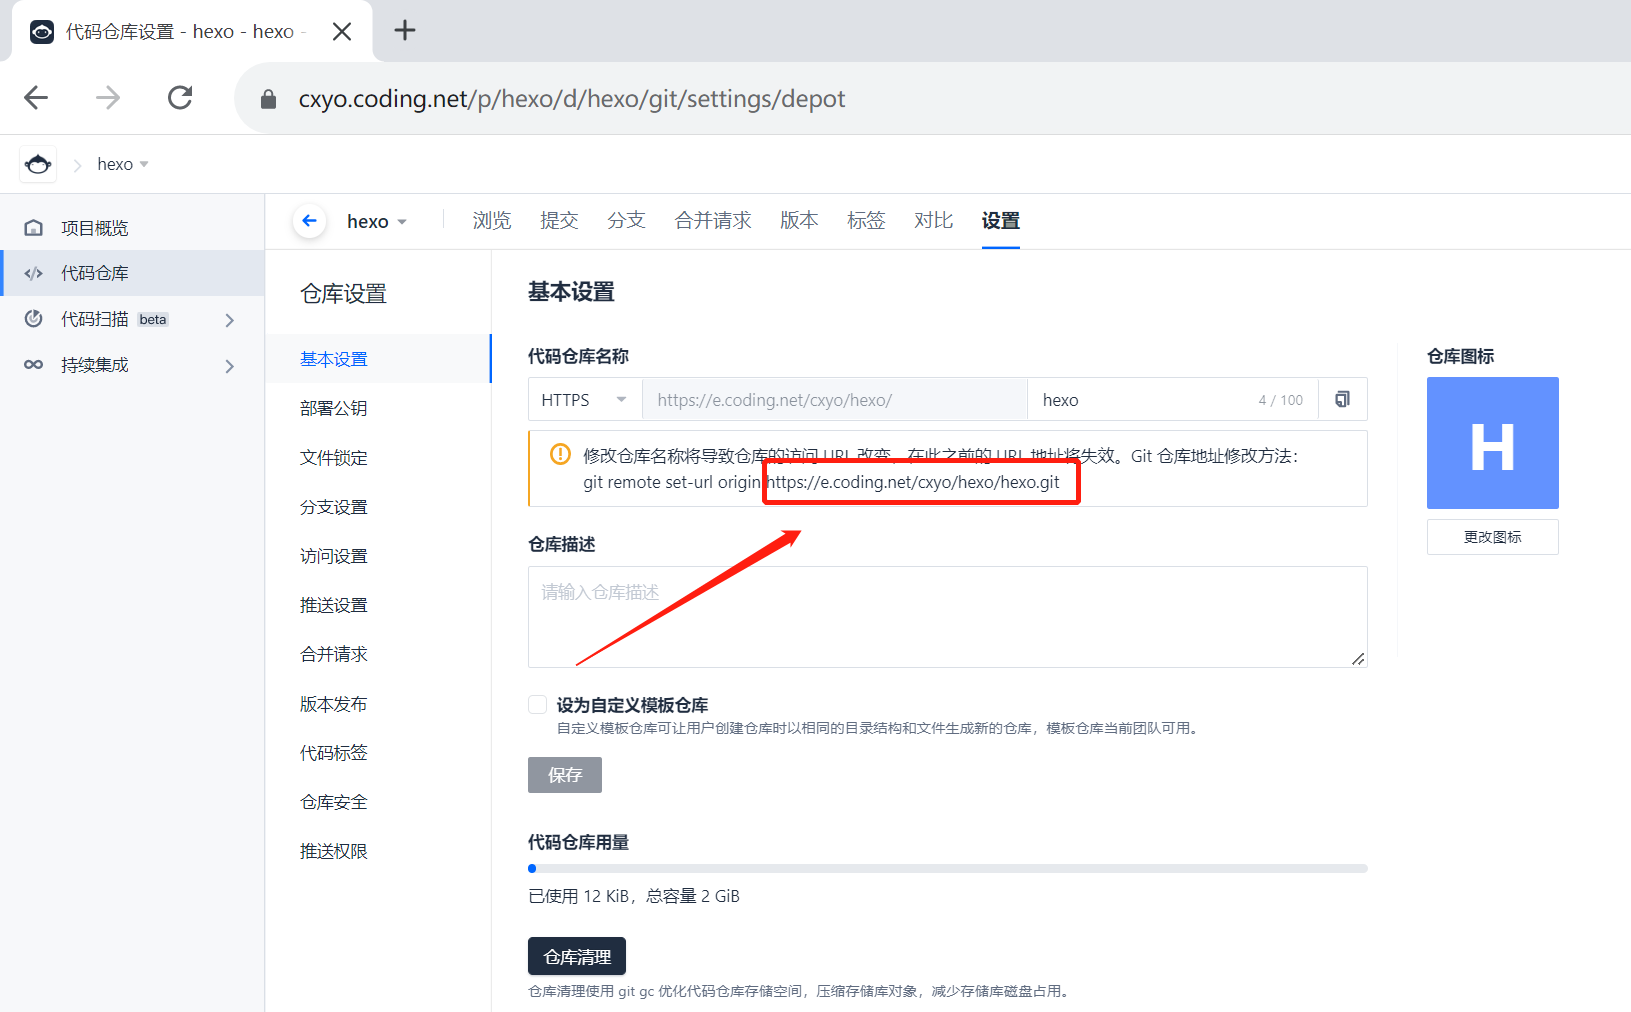 代码仓库设置 - hexo - hexo -
cxyo.coding.net/p/hexo/d/hexo/git/settings/depot
hexo
项目概览
代码仓库
代码扫描 beta
持续集成
hexo 浏览 提交 分支 合并请求 版本 标签 对比 设置
仓库设置
基本设置
部署公钥
文件锁定
分支设置
访问设置
推送设置
合并请求
版本发布
代码标签
仓库安全
推送权限
基本设置
代码仓库名称
HTTPS https://e.coding.net/cxyo/hexo/ hexo 4 / 100
修改仓库名称将导致仓库的访问 URL 改变，在此之前的 URL 地址将失效。Git 仓库地址修改方法：
git remote set-url origin https://e.coding.net/cxyo/hexo/hexo.git
仓库描述
请输入仓库描述
设为自定义模板仓库
自定义模板仓库可让用户创建仓库时以相同的目录结构和文件生成新的仓库，模板仓库当前团队可用。
保存
代码仓库用量
已使用 12 KiB，总容量 2 GiB
仓库清理
仓库清理使用 git gc 优化代码仓库存储空间，压缩存储库对象，减少存储库磁盘占用。
仓库图标
H
更改图标